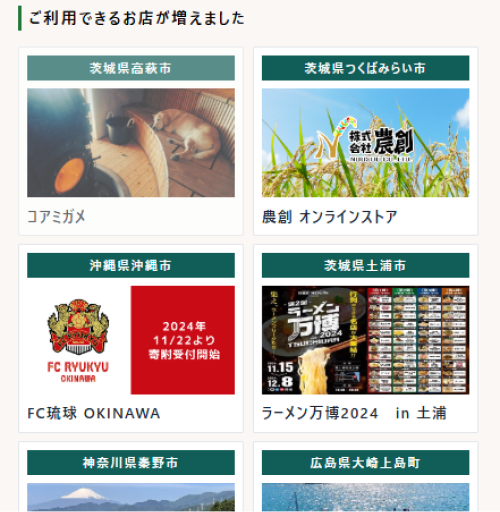 ご利用できるお店が増えました
茨城県高萩市
茨城県つくばみらい市
株式
会社
農創
コアミガメ
農創 オンラインストア
沖縄県沖縄市
茨城県土浦市
FC RYUKYU
OKINAWA
2024年
11/22より
寄附受付開始
第2回
ラーメン
万博
2024
TSUCHIURA
11.15
12.8
FC琉球 OKINAWA
ラーメン万博2024 in 土浦
神奈川県秦野市
広島県大崎上島町